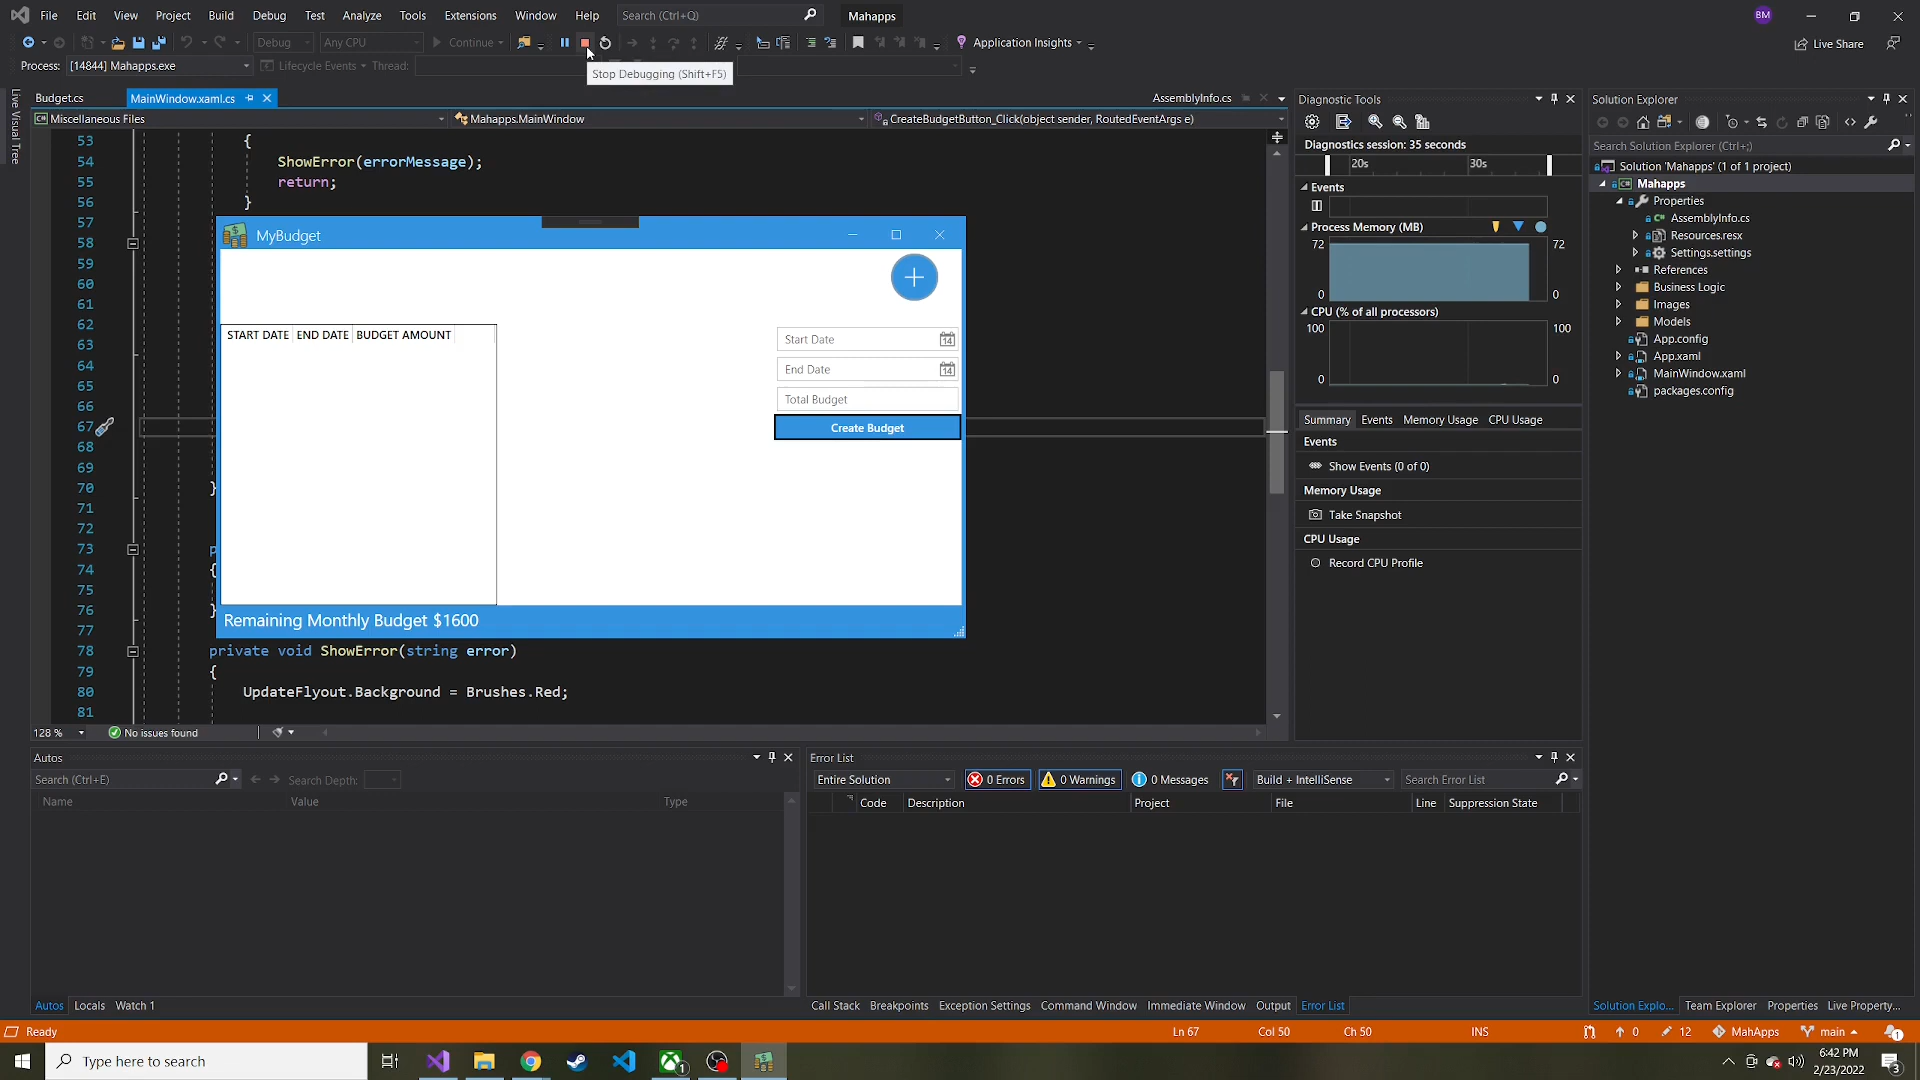 File Edit View Project Build Debug Test Analyze Tools Extensions Window Help Search (Ctrl+Q) Mahapps BM
Debug Any CPU Continue Application Insights Live Share
Process: [14844] Mahapps.exe Lifecycle Events Thread:
Stop Debugging (Shift+F5)
Live Visual Tree
Budget.cs MainWindow.xaml.cs AssemblyInfo.cs
Miscellaneous Files Mahapps.MainWindow CreateBudgetButton_Click(object sender, RoutedEventArgs e)
53 {
54 ShowError(errorMessage);
55 return;
56 }
57
58
59
60
61
62
63
64
65
66
67
68
69
70 }
71
72
73 p
74 {
75
76 }
77
78 private void ShowError(string error)
79 {
80 UpdateFlyout.Background = Brushes.Red;
81
MyBudget
START DATE END DATE BUDGET AMOUNT
Start Date 14
End Date 14
Total Budget
Create Budget
Remaining Monthly Budget $1600
128 % No issues found
Diagnostic Tools
Diagnostics session: 35 seconds
20s 30s
Events
Process Memory (MB)
72 72
0 0
CPU (% of all processors)
100 100
0 0
Summary Events Memory Usage CPU Usage
Events
Show Events (0 of 0)
Memory Usage
Take Snapshot
CPU Usage
Record CPU Profile
Solution Explorer
Search Solution Explorer (Ctrl+;)
Solution 'Mahapps' (1 of 1 project)
Mahapps
Properties
AssemblyInfo.cs
Resources.resx
Settings.settings
References
Business Logic
Images
Models
App.config
App.xaml
MainWindow.xaml
packages.config
Autos
Search (Ctrl+E) Search Depth:
Name Value Type
Autos Locals Watch 1
Error List
Entire Solution 0 Errors 0 Warnings 0 Messages Build + IntelliSense Search Error List
Code Description Project File Line Suppression State
Call Stack Breakpoints Exception Settings Command Window Immediate Window Output Error List
Solution Explo... Team Explorer Properties Live Property...
Ready Ln 67 Col 50 Ch 50 INS 0 12 MahApps main 1
Type here to search 1 6:42 PM
2/23/2022 3